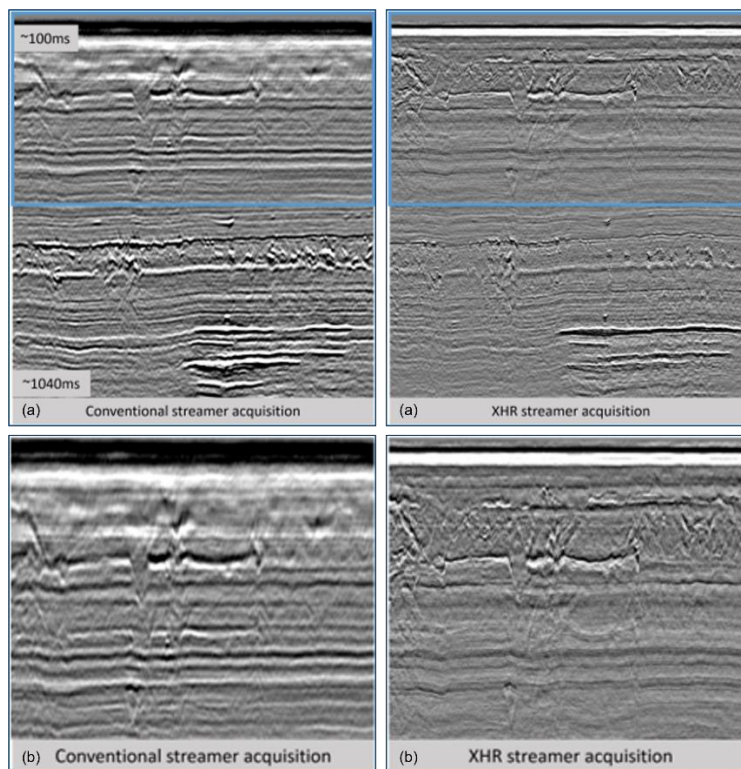 ~100ms
~1040ms
(a) Conventional streamer acquisition
(a) XHR streamer acquisition
(b) Conventional streamer acquisition
(b) XHR streamer acquisition